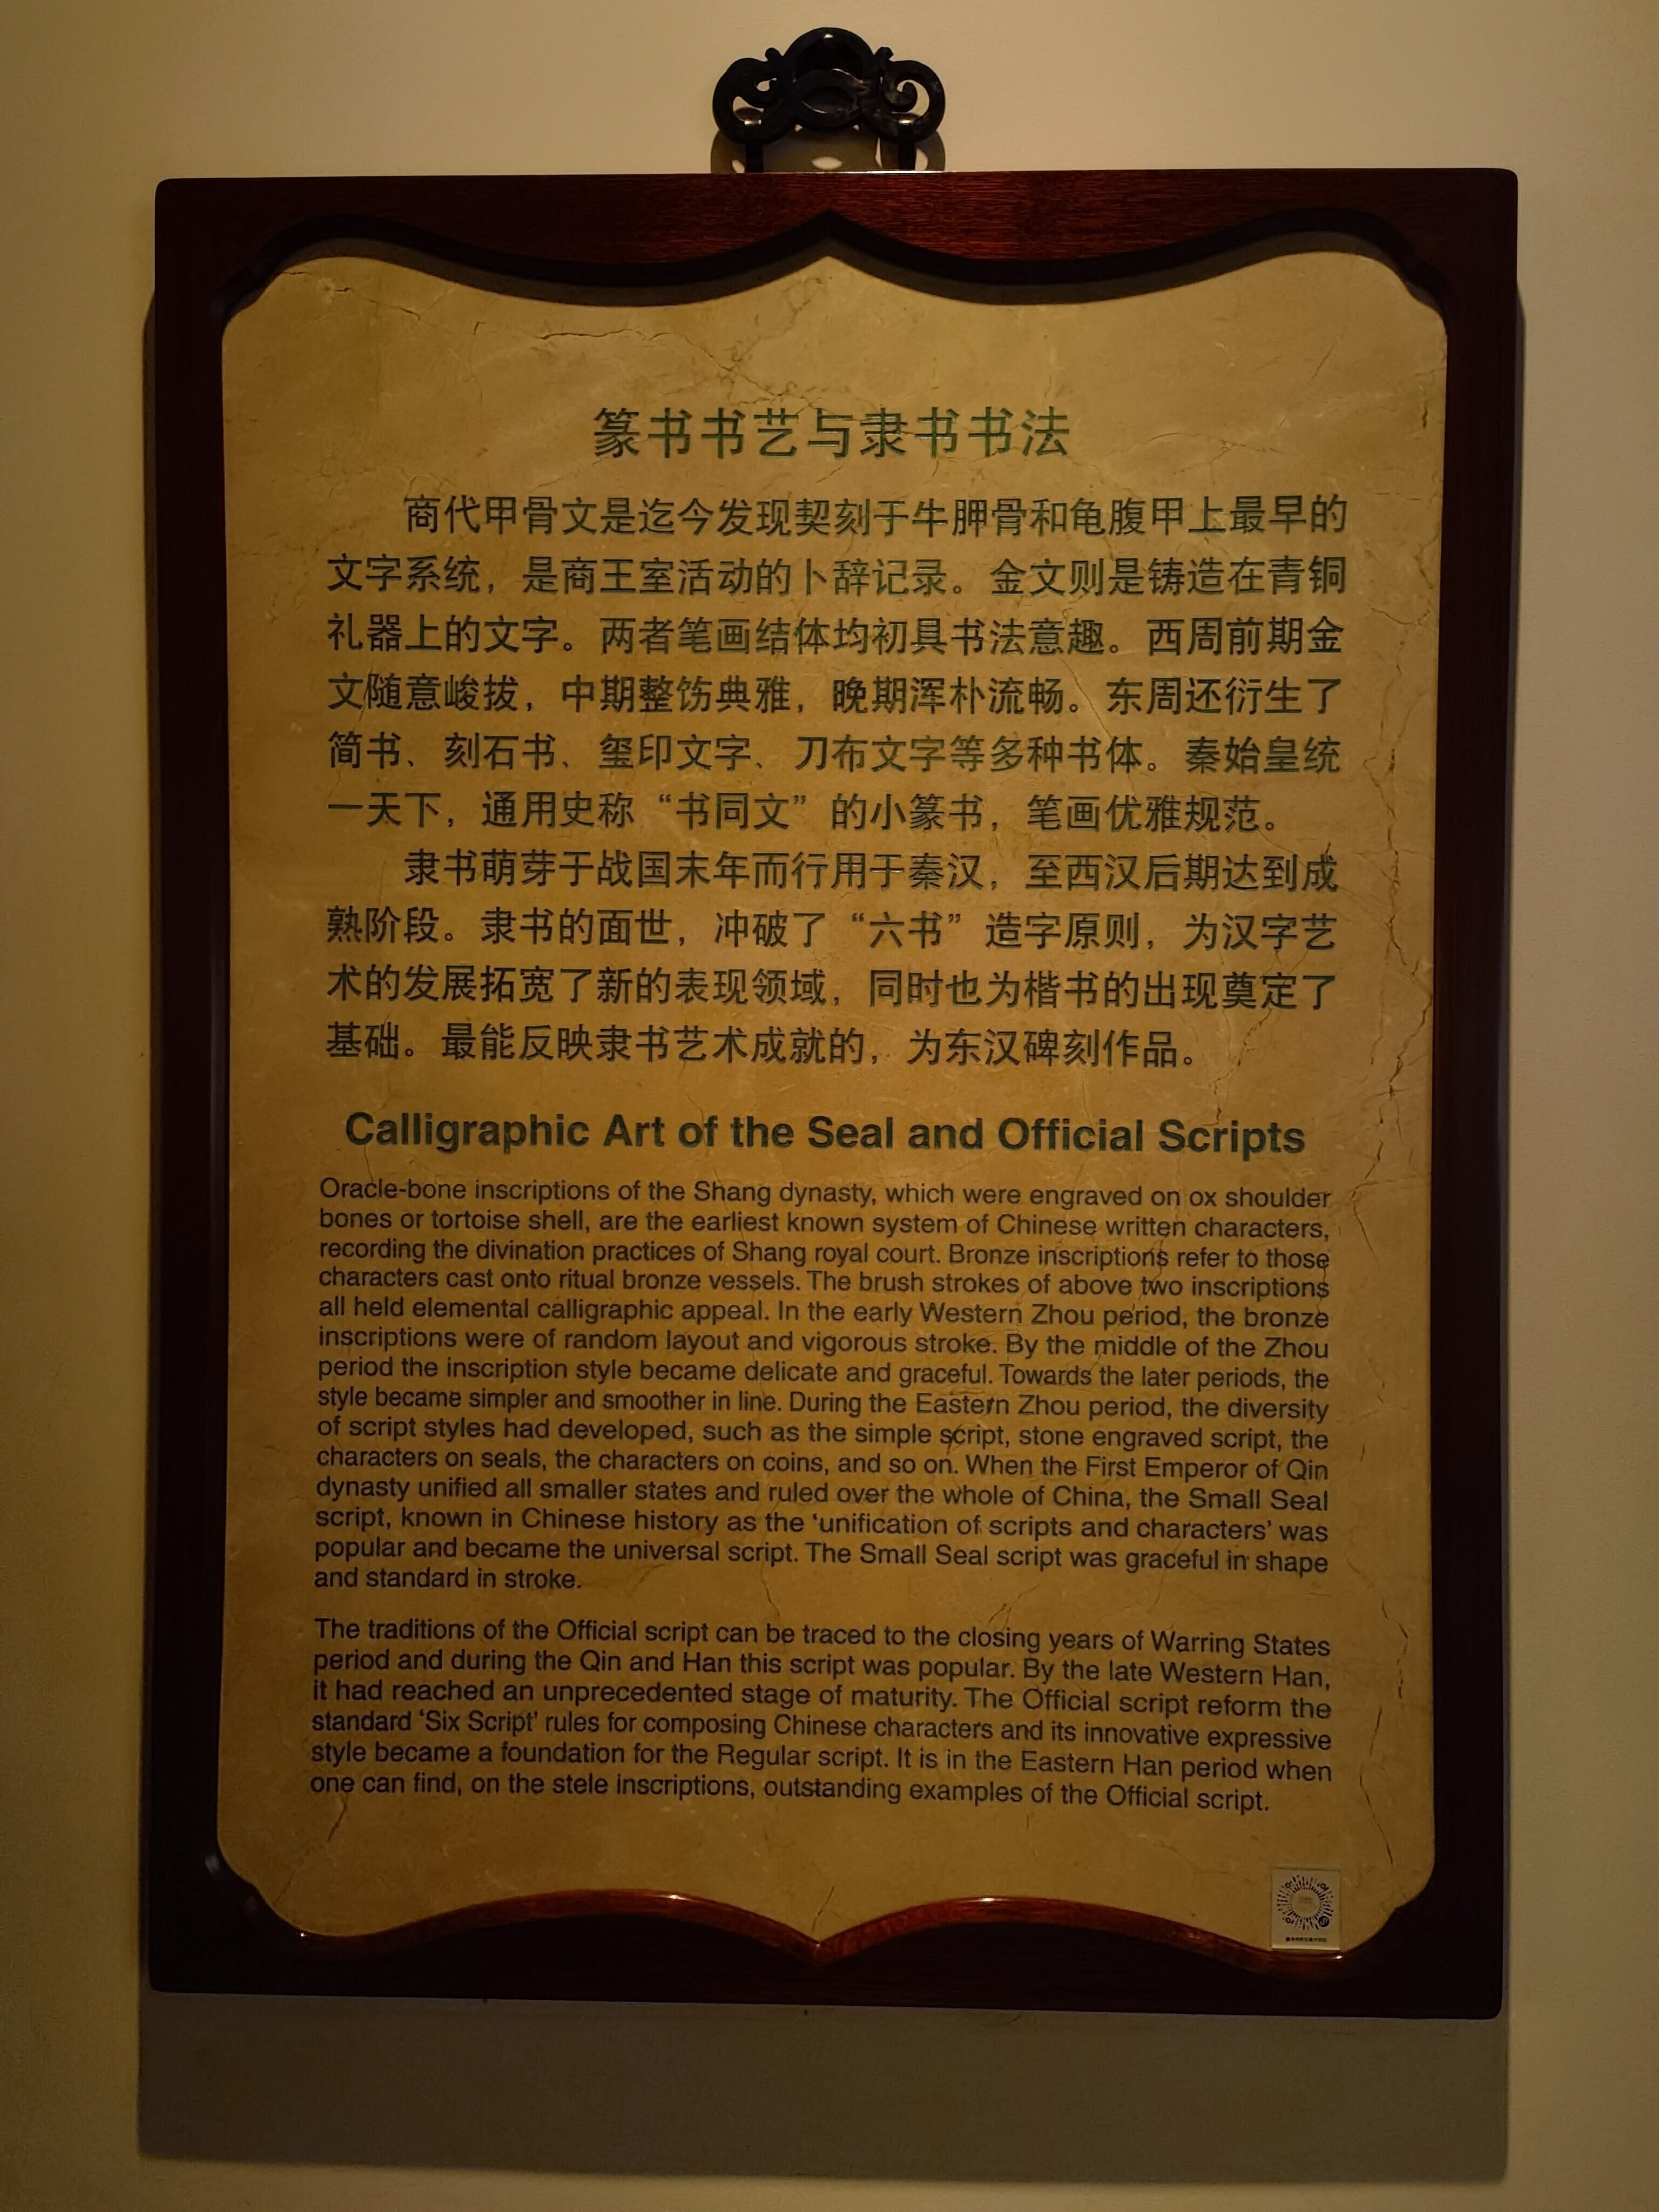 篆书书艺与隶书书法
商代甲骨文是迄今发现契刻于牛胛骨和龟腹甲上最早的
文字系统，是商王室活动的卜辞记录。金文则是铸造在青铜
礼器上的文字。两者笔画结体均初具书法意趣。西周前期金
文随意峻拔，中期整饬典雅，晚期浑朴流畅。东周还衍生了
简书、刻石书、玺印文字、刀布文字等多种书体。秦始皇统
一天下，通用史称“书同文”的小篆书，笔画优雅规范。
隶书萌芽于战国末年而行用于秦汉，至西汉后期达到成
熟阶段。隶书的面世，冲破了“六书”造字原则，为汉字艺
术的发展拓宽了新的表现领域，同时也为楷书的出现奠定了
基础。最能反映隶书艺术成就的，为东汉碑刻作品。
Calligraphic Art of the Seal and Official Scripts
Oracle-bone inscriptions of the Shang dynasty, which were engraved on ox shoulder
bones or tortoise shell, are the earliest known system of Chinese written characters,
recording the divination practices of Shang royal court. Bronze inscriptions refer to those
characters cast onto ritual bronze vessels. The brush strokes of above two inscriptions
all held elemental calligraphic appeal. In the early Western Zhou period, the bronze
inscriptions were of random layout and vigorous stroke. By the middle of the Zhou
period the inscription style became delicate and graceful. Towards the later periods, the
style became simpler and smoother in line. During the Eastern Zhou period, the diversity
of script styles had developed, such as the simple script, stone engraved script, the
characters on seals, the characters on coins, and so on. When the First Emperor of Qin
dynasty unified all smaller states and ruled over the whole of China, the Small Seal
script, known in Chinese history as the ‘unification of scripts and characters’ was
popular and became the universal script. The Small Seal script was graceful in shape
and standard in stroke.
The traditions of the Official script can be traced to the closing years of Warring States
period and during the Qin and Han this script was popular. By the late Western Han,
it had reached an unprecedented stage of maturity. The Official script reform the
standard ‘Six Script’ rules for composing Chinese characters and its innovative expressive
style became a foundation for the Regular script. It is in the Eastern Han period when
one can find, on the stele inscriptions, outstanding examples of the Official script.